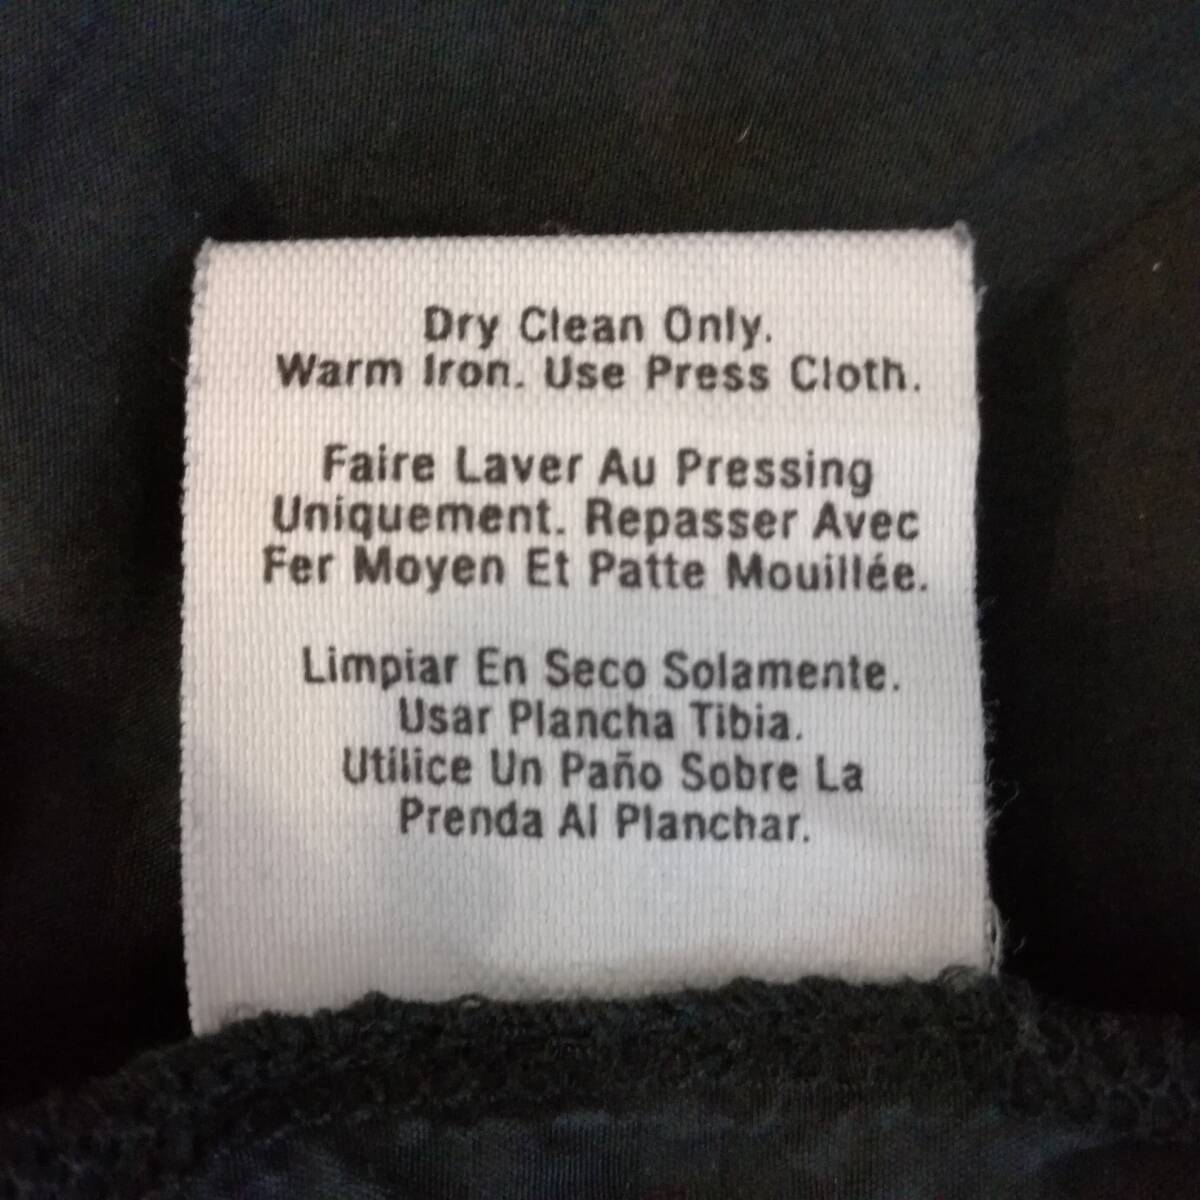 Dry Clean Only.
Warm Iron. Use Press Cloth.
Faire Laver Au Pressing
Uniquement. Repasser Avec
Fer Moyen Et Patte Mouillée.
Limpiar En Seco Solamente.
Usar Plancha Tibia.
Utilice Un Paño Sobre La
Prenda Al Planchar.